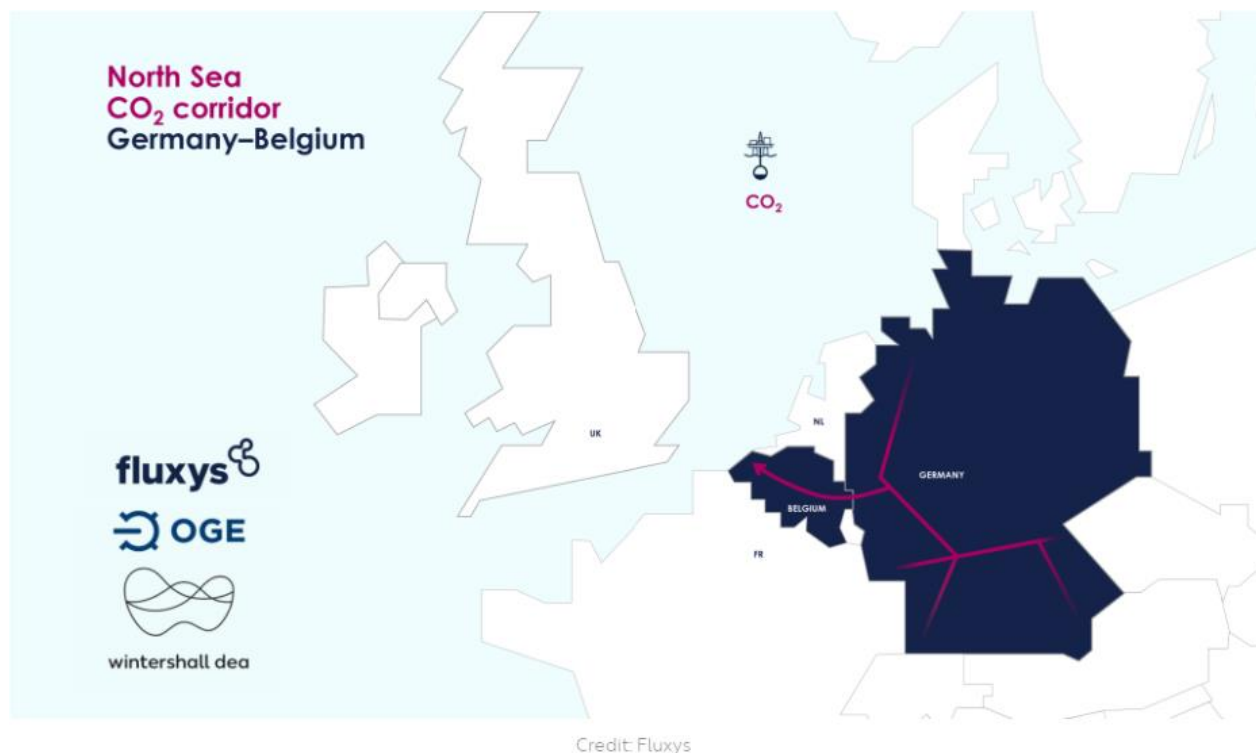 North Sea
CO₂ corridor
Germany–Belgium
CO₂
UK
NL
GERMANY
BELGIUM
FR
fluxys
OGE
wintershall dea
Credit: Fluxys